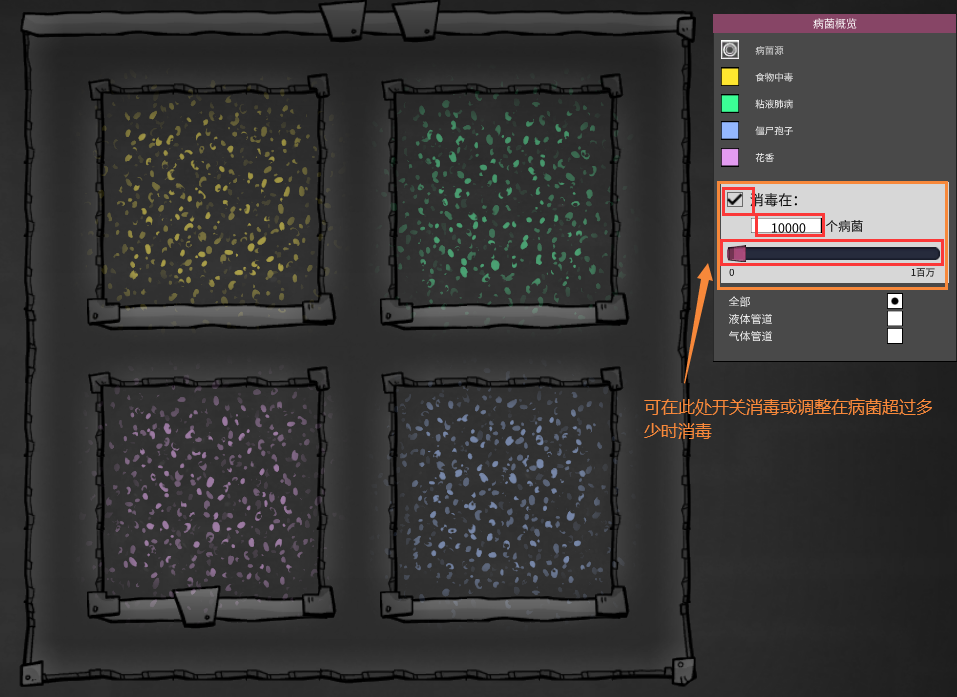 病菌概览
病菌源
食物中毒
粘液肺病
僵尸孢子
花香
消毒在：
10000 个病菌
0 1百万
全部
液体管道
气体管道
可在此处开关消毒或调整在病菌超过多
少时消毒